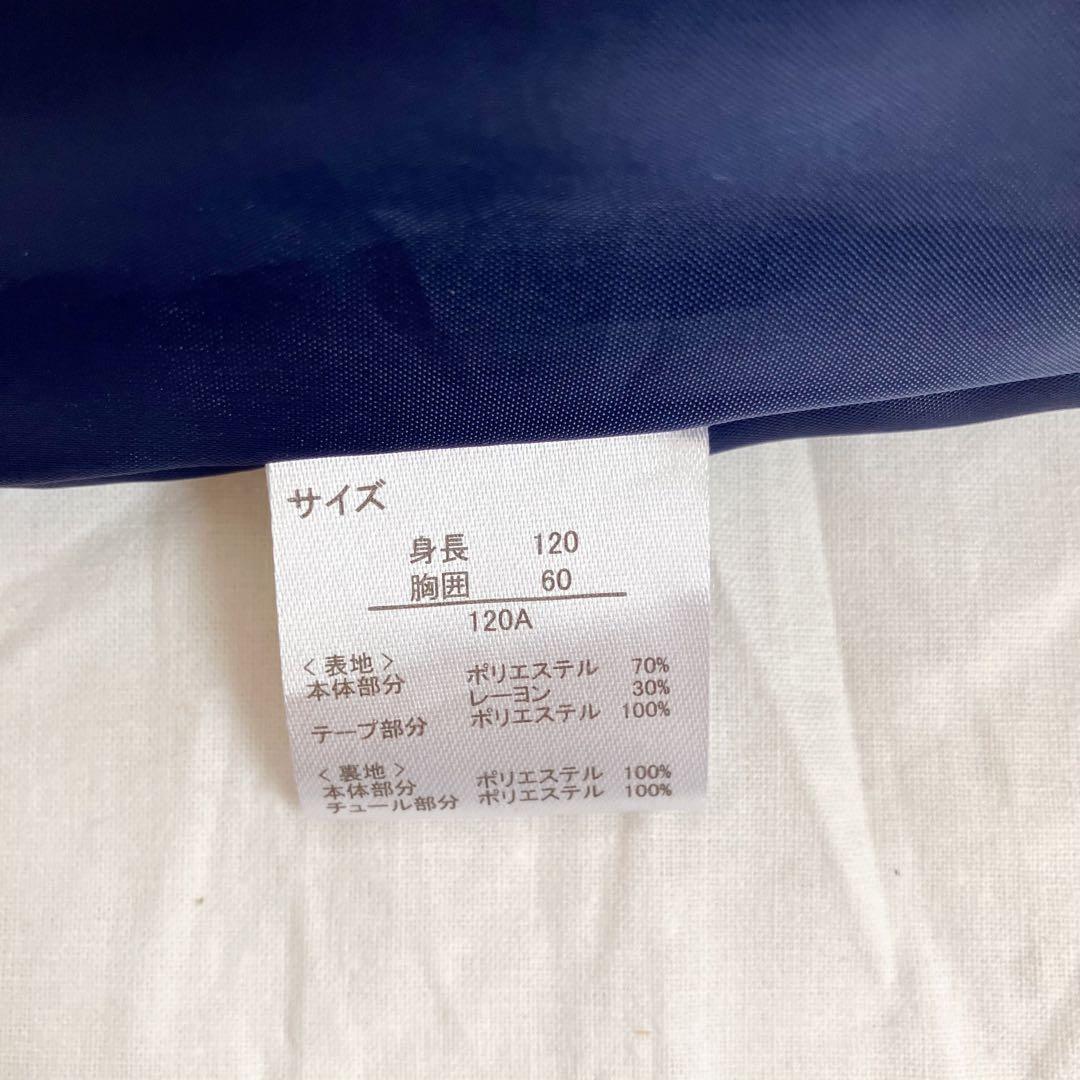 サイズ
身長 120
胸囲 60
120A
<表地>
本体部分 ポリエステル 70%
レーヨン 30%
テープ部分 ポリエステル 100%
<裏地>
本体部分 ポリエステル 100%
チュール部分 ポリエステル 100%